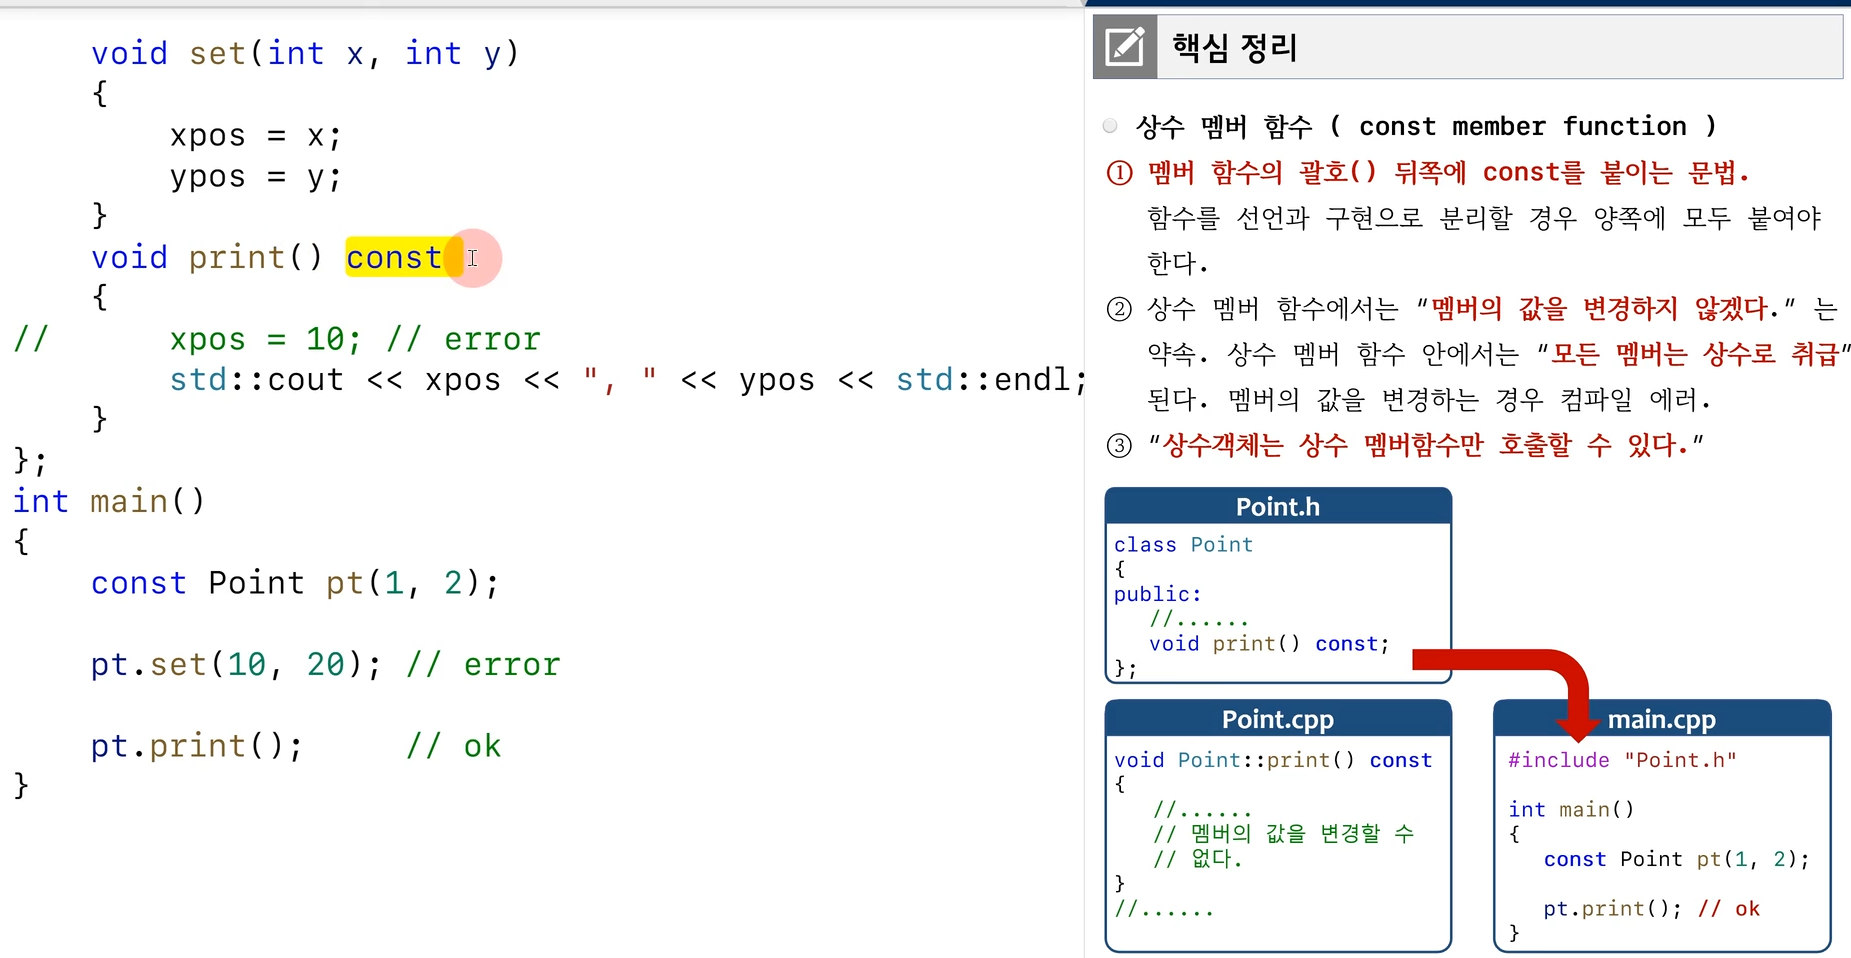 void set(int x, int y)
{
xpos = x;
ypos = y;
}
void print() const
{
// xpos = 10; // error
std::cout << xpos << ", " << ypos << std::endl;
}
};
int main()
{
const Point pt(1, 2);
pt.set(10, 20); // error
pt.print(); // ok
}
핵심 정리
상수 멤버 함수 ( const member function )
① 멤버 함수의 괄호() 뒤쪽에 const를 붙이는 문법.
함수를 선언과 구현으로 분리할 경우 양쪽에 모두 붙여야
한다.
② 상수 멤버 함수에서는 “멤버의 값을 변경하지 않겠다.” 는
약속. 상수 멤버 함수 안에서는 “모든 멤버는 상수로 취급”
된다. 멤버의 값을 변경하는 경우 컴파일 에러.
③ “상수객체는 상수 멤버함수만 호출할 수 있다.”
Point.h
class Point
{
public:
//......
void print() const;
};
Point.cpp
void Point::print() const
{
//......
// 멤버의 값을 변경할 수
// 없다.
}
//......
main.cpp
#include "Point.h"
int main()
{
const Point pt(1, 2);
pt.print(); // ok
}